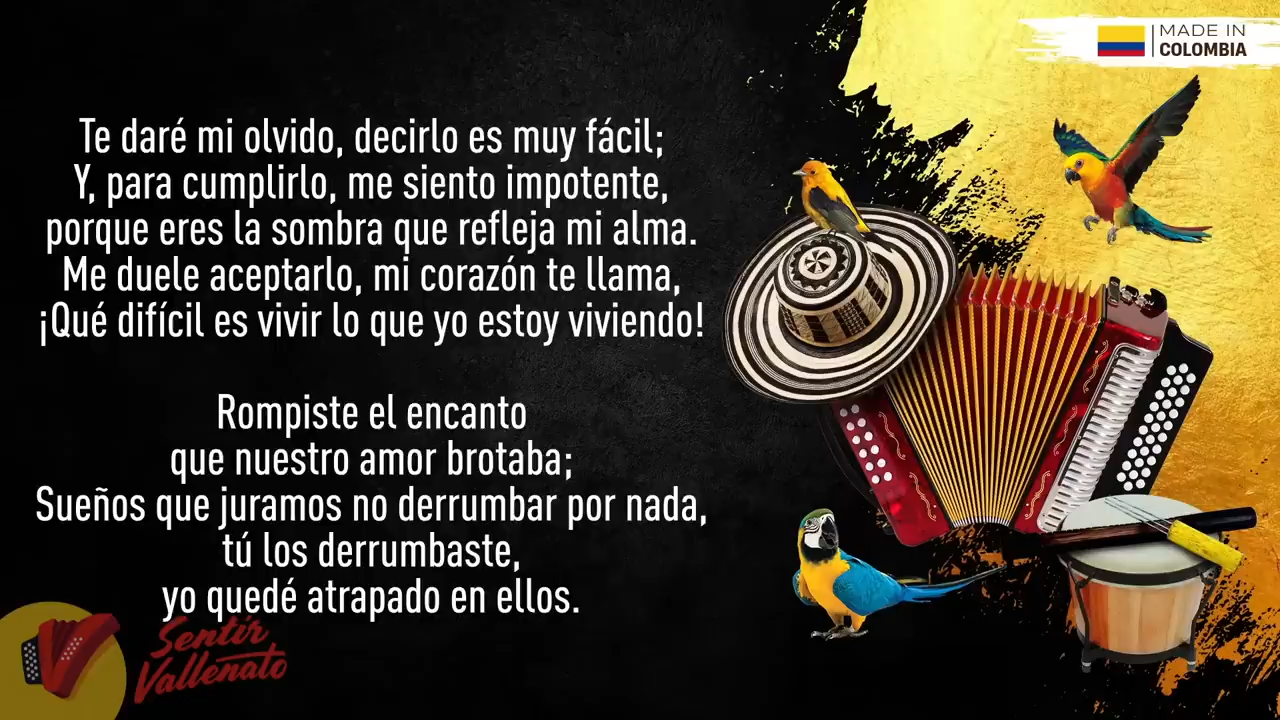 MADE IN
COLOMBIA
Te daré mi olvido, decirlo es muy fácil;
Y, para cumplirlo, me siento impotente,
porque eres la sombra que refleja mi alma.
Me duele aceptarlo, mi corazón te llama,
¡Qué difícil es vivir lo que yo estoy viviendo!
Rompiste el encanto
que nuestro amor brotaba;
Sueños que juramos no derrumbar por nada,
tú los derrumbaste,
yo quedé atrapado en ellos.
Sentir
Vallenato